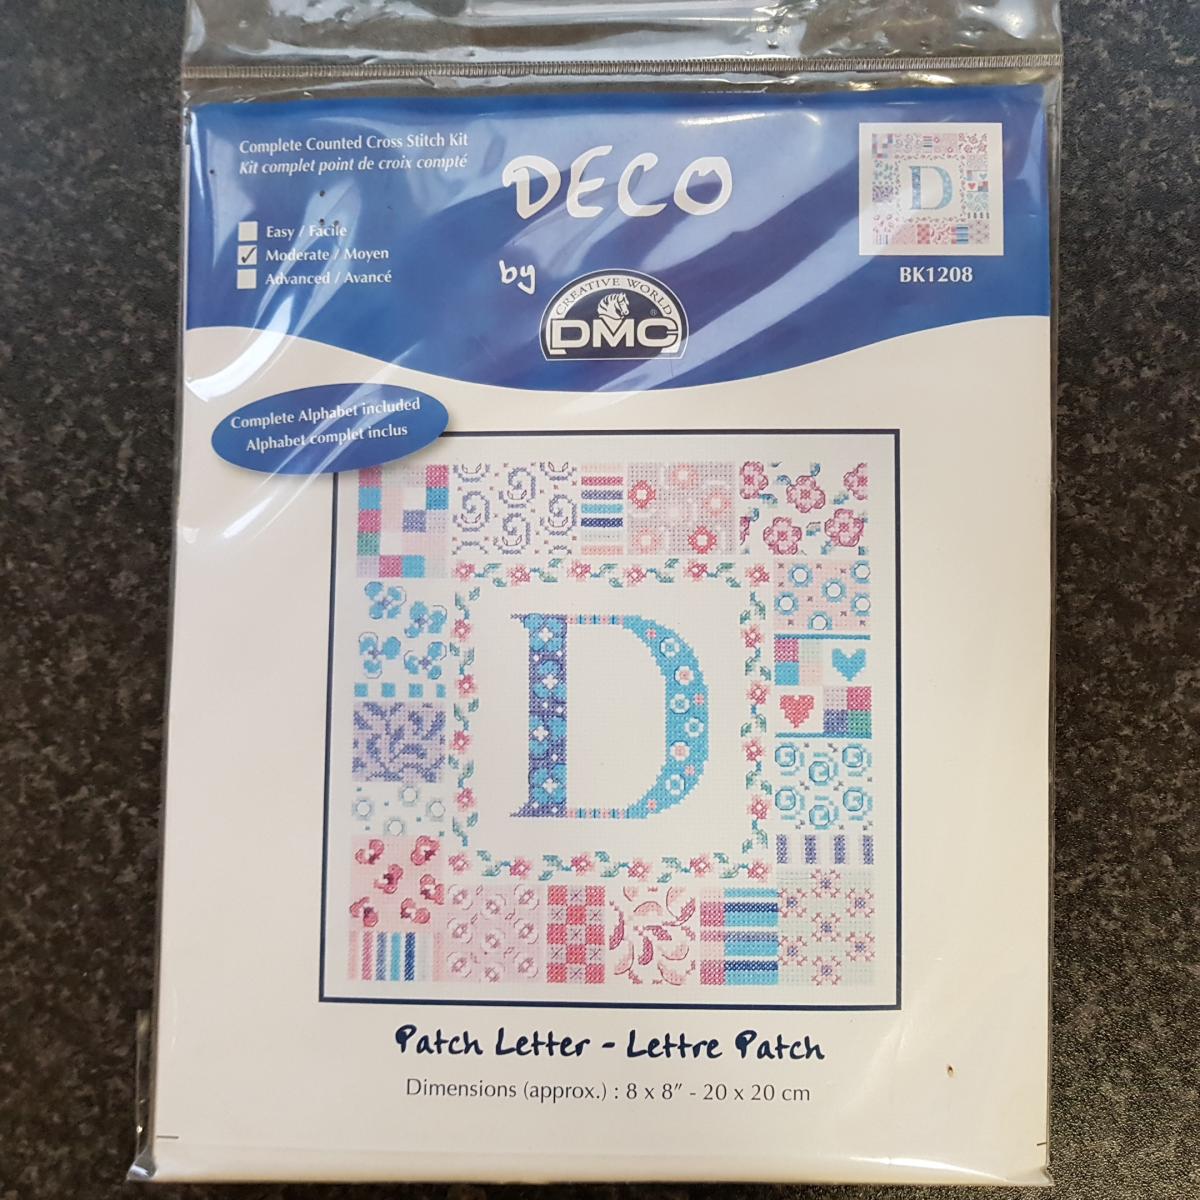 Complete Counted Cross Stitch Kit
Kit complet point de croix compté
Easy / Facile
Moderate / Moyen
Advanced / Avancé
DECO
by
CREATIVE WORLD
DMC
®
D
BK1208
Complete Alphabet included
Alphabet complet inclus
D
Patch Letter - Lettre Patch
Dimensions (approx.) : 8 x 8" - 20 x 20 cm